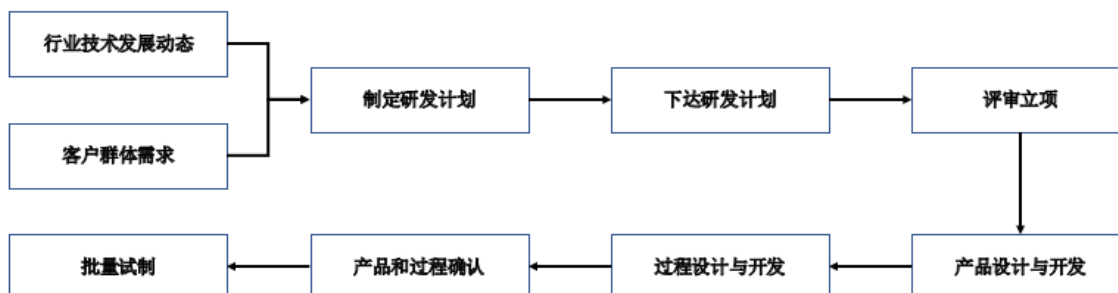 行业技术发展动态
客户群体需求
制定研发计划
下达研发计划
评审立项
产品设计与开发
过程设计与开发
产品和过程确认
批量试制